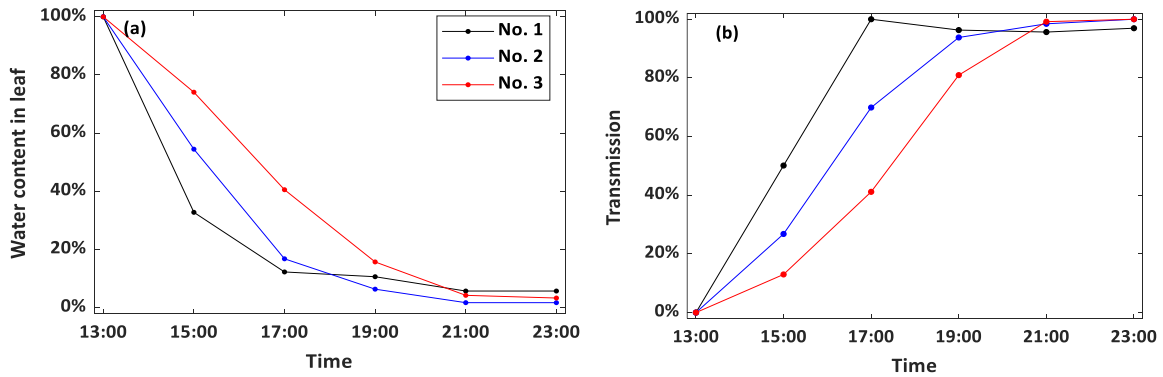 (a)
No. 1
No. 2
No. 3
Water content in leaf
100%
80%
60%
40%
20%
0%
13:00 15:00 17:00 19:00 21:00 23:00
Time
(b)
Transmission
100%
80%
60%
40%
20%
0%
13:00 15:00 17:00 19:00 21:00 23:00
Time